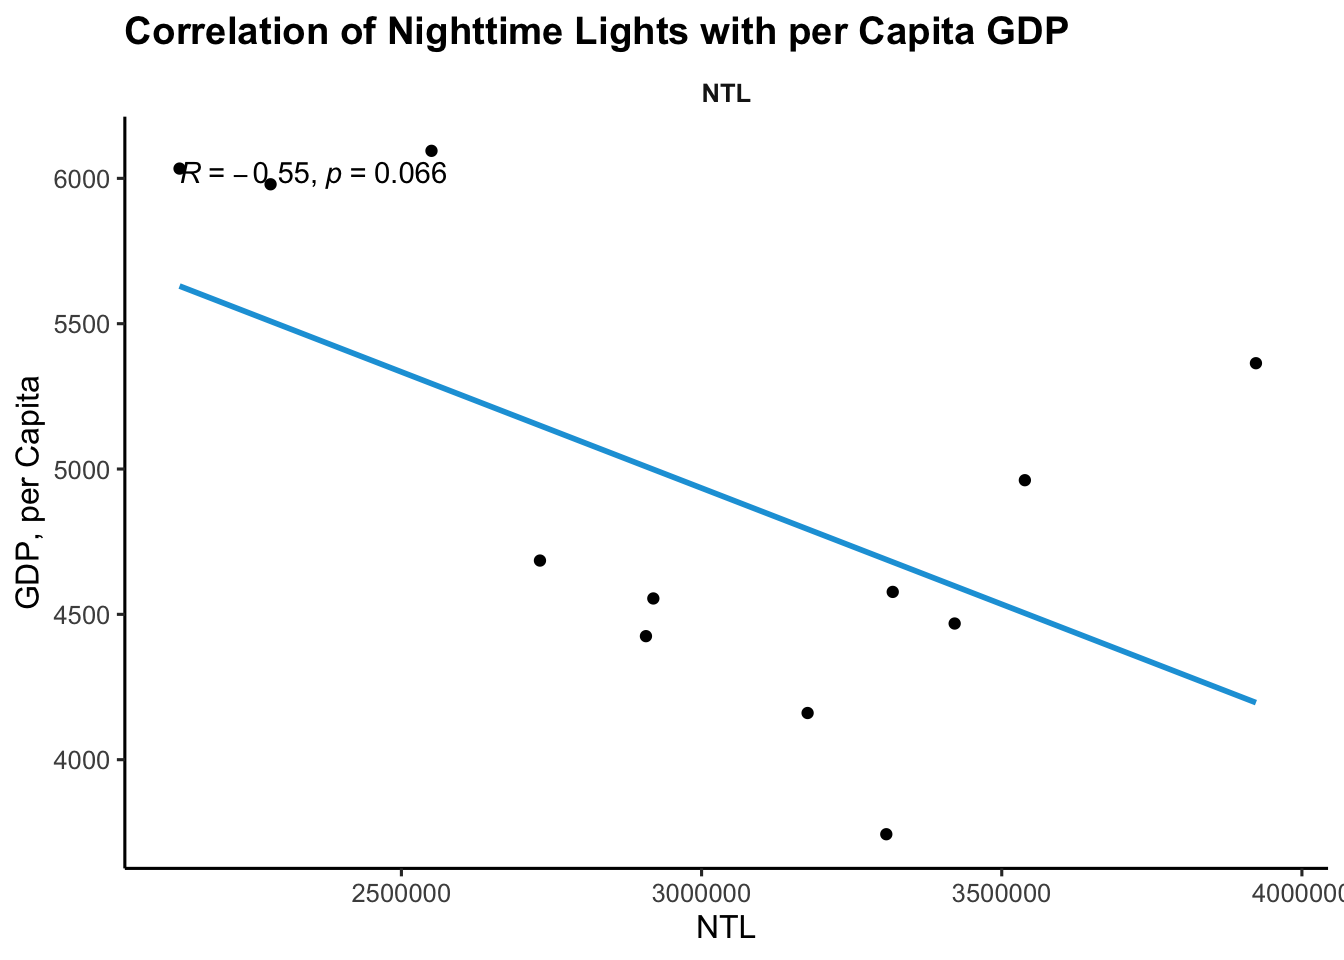 Correlation of Nighttime Lights with per Capita GDP
NTL
R = −0.55, p = 0.066
6000
5500
5000
4500
4000
GDP, per Capita
2500000 3000000 3500000 4000000
NTL